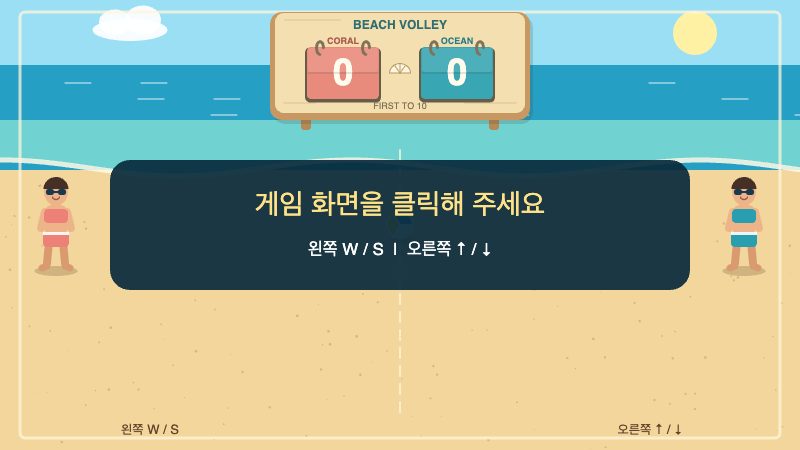 BEACH VOLLEY
CORAL
OCEAN
0
0
FIRST TO 10
게임 화면을 클릭해 주세요
왼쪽 W / S | 오른쪽 ↑ / ↓
왼쪽 W / S
오른쪽 ↑ / ↓